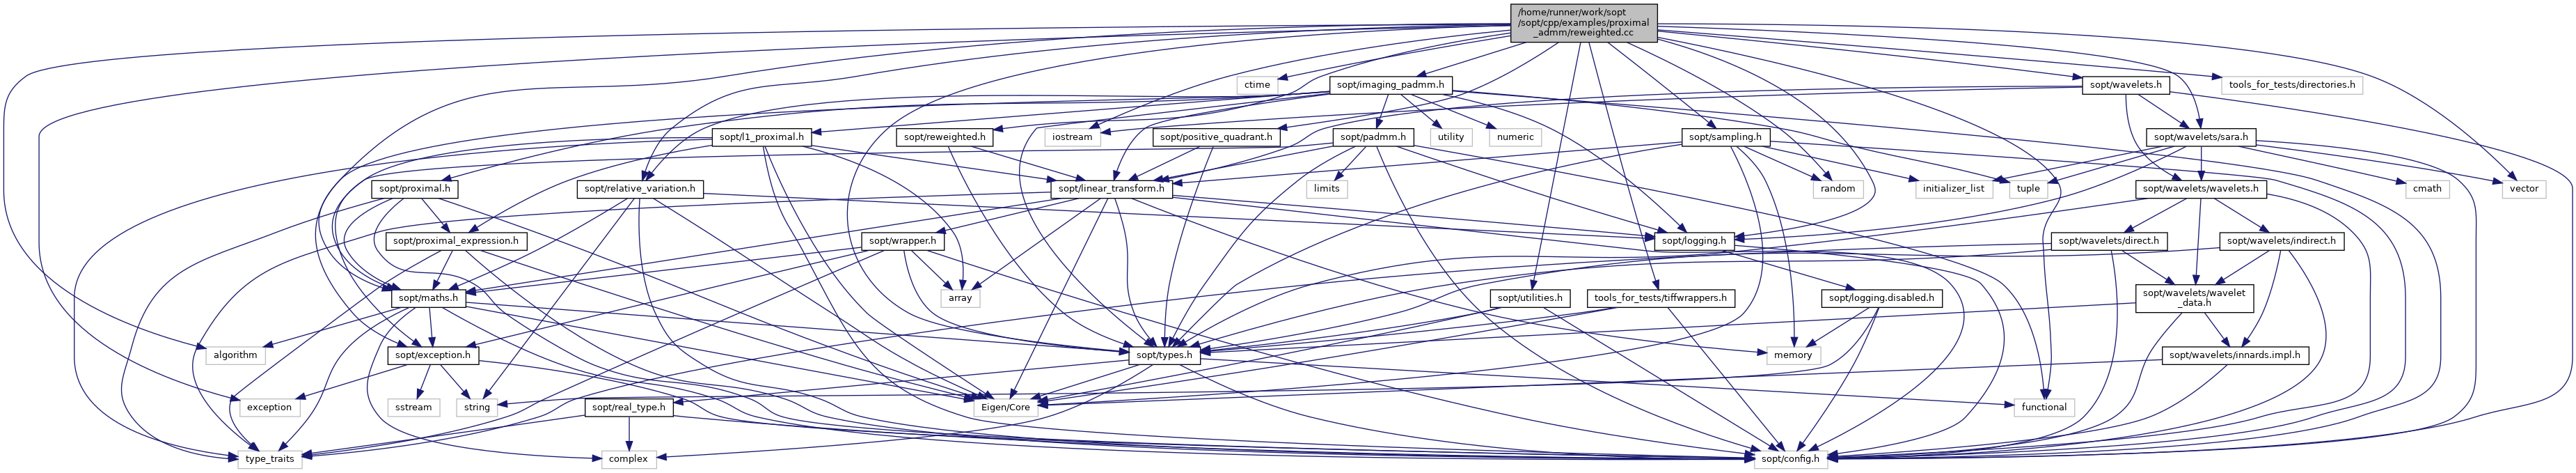 /home/runner/work/sopt
/sopt/cpp/examples/proximal
_admm/reweighted.cc
ctime
sopt/imaging_padmm.h
sopt/wavelets.h
tools_for_tests/directories.h
sopt/l1_proximal.h
sopt/reweighted.h
iostream
sopt/positive_quadrant.h
sopt/padmm.h
utility
numeric
sopt/sampling.h
sopt/wavelets/sara.h
sopt/proximal.h
sopt/relative_variation.h
sopt/linear_transform.h
limits
random
initializer_list
tuple
sopt/wavelets/wavelets.h
cmath
vector
sopt/proximal_expression.h
sopt/wrapper.h
sopt/logging.h
sopt/wavelets/direct.h
sopt/wavelets/indirect.h
sopt/maths.h
array
sopt/utilities.h
tools_for_tests/tiffwrappers.h
sopt/logging.disabled.h
sopt/wavelets/wavelet
_data.h
algorithm
sopt/exception.h
sopt/types.h
memory
sopt/wavelets/innards.impl.h
exception
sstream
string
sopt/real_type.h
Eigen/Core
functional
type_traits
complex
sopt/config.h